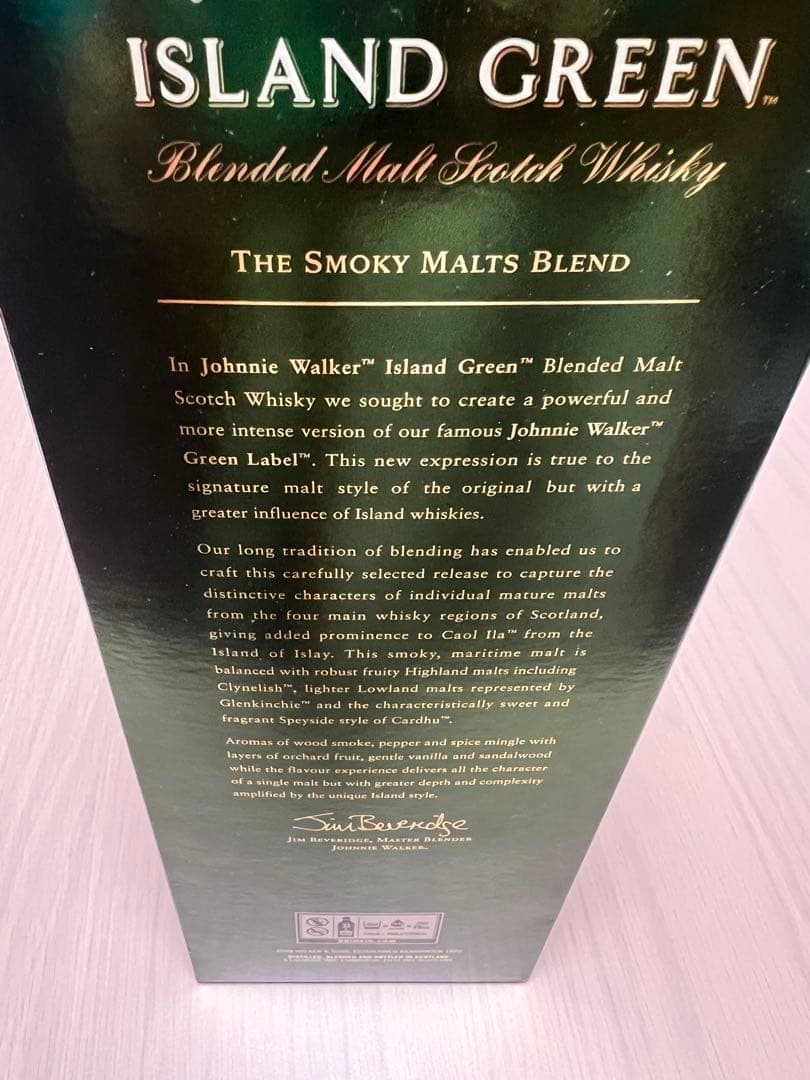 ISLAND GREEN™
Blended Malt Scotch Whisky
THE SMOKY MALTS BLEND
In Johnnie Walker™ Island Green™ Blended Malt
Scotch Whisky we sought to create a powerful and
more intense version of our famous Johnnie Walker™
Green Label™. This new expression is true to the
signature malt style of the original but with a
greater influence of Island whiskies.
Our long tradition of blending has enabled us to
craft this carefully selected release to capture the
distinctive characters of individual mature malts
from the four main whisky regions of Scotland,
giving added prominence to Caol Ila™ from the
Island of Islay. This smoky, maritime malt is
balanced with robust fruity Highland malts including
Clynelish™, lighter Lowland malts represented by
Glenkinchie™ and the characteristically sweet and
fragrant Speyside style of Cardhu™.
Aromas of wood smoke, pepper and spice mingle with
layers of orchard fruit, gentle vanilla and sandalwood
while the flavour experience delivers all the character
of a single malt but with greater depth and complexity
amplified by the unique Island style.
Jim Beveridge
JIM BEVERIDGE, MASTER BLENDER
JOHNNIE WALKER
DISTILLED, BLENDED AND BOTTLED IN SCOTLAND